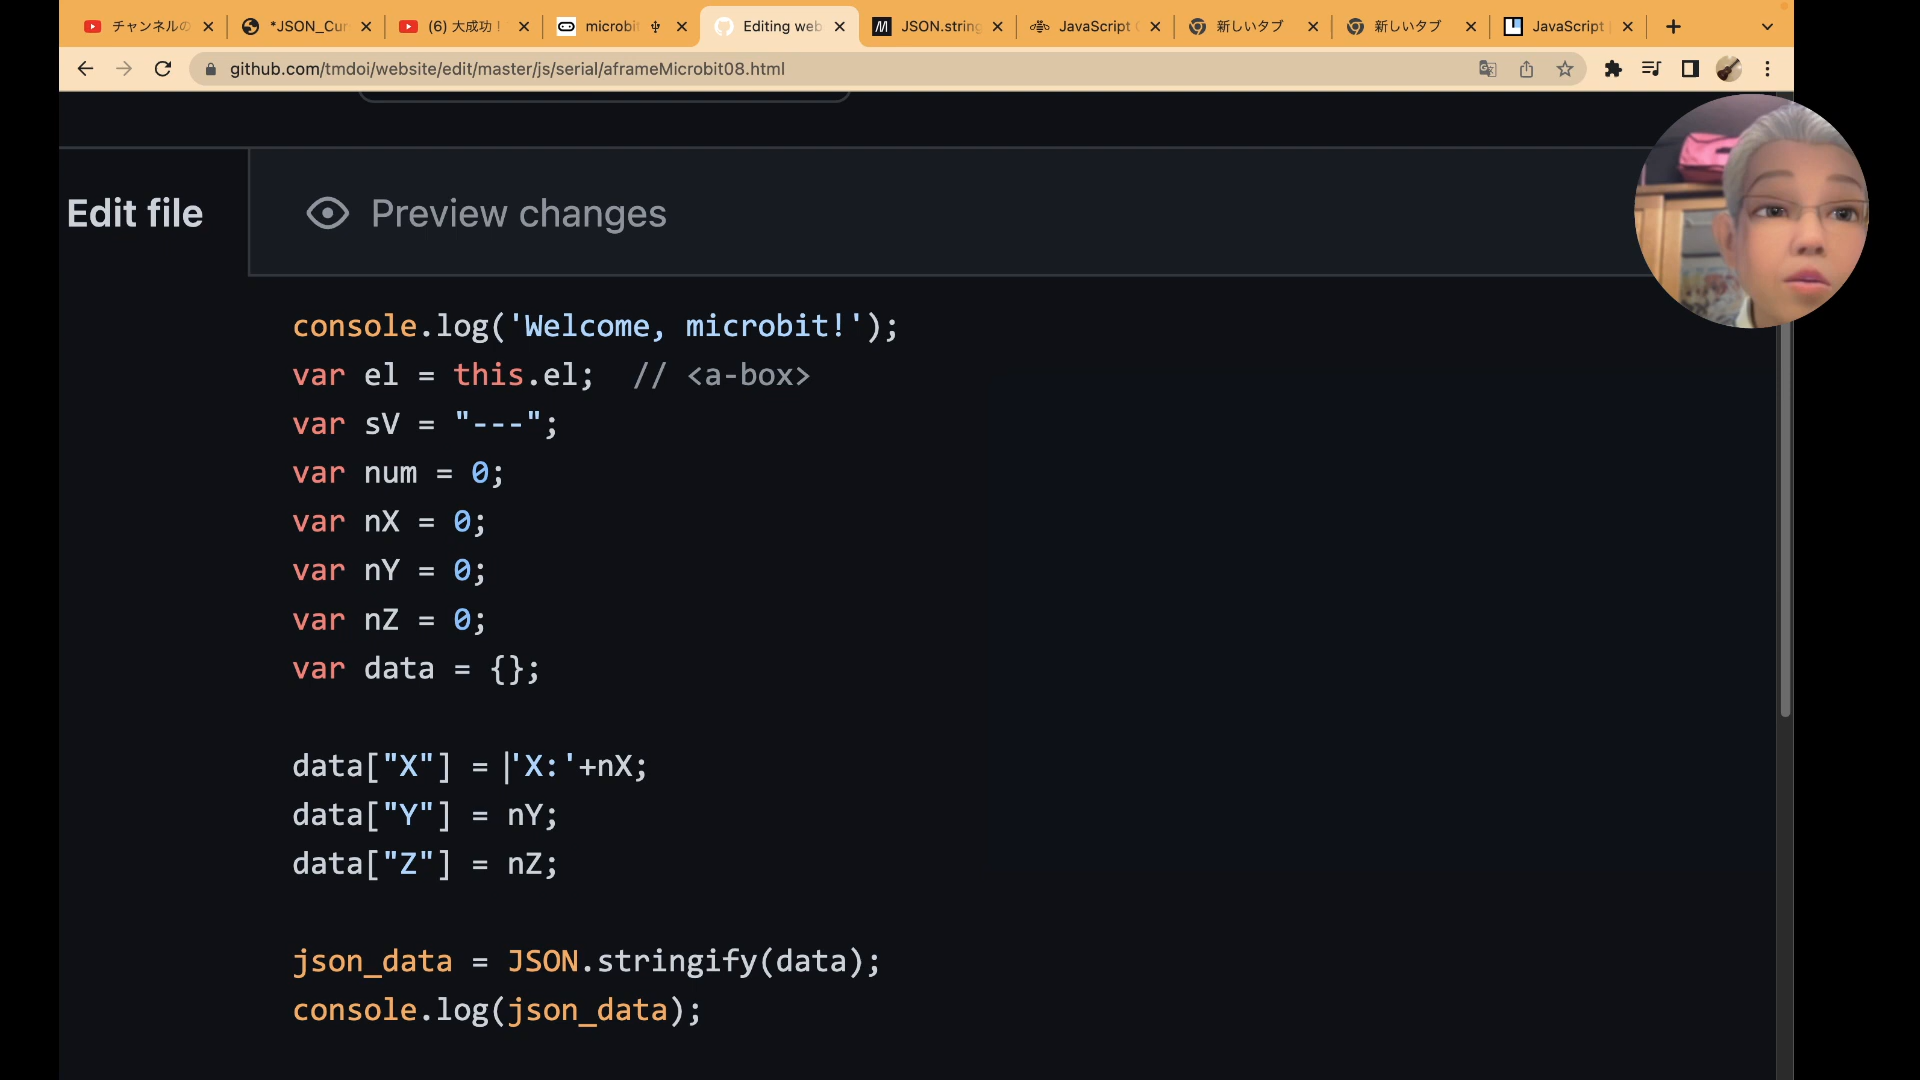 チャンネルの
*JSON_Cur
(6) 大成功！
microbit
Editing web
JSON.string
JavaScript
新しいタブ
新しいタブ
JavaScript
github.com/tmdoi/website/edit/master/js/serial/aframeMicrobit08.html
Edit file
Preview changes
console.log('Welcome, microbit!');
var el = this.el;  // <a-box>
var sV = "---";
var num = 0;
var nX = 0;
var nY = 0;
var nZ = 0;
var data = {};
data["X"] = 'X:'+nX;
data["Y"] = nY;
data["Z"] = nZ;
json_data = JSON.stringify(data);
console.log(json_data);